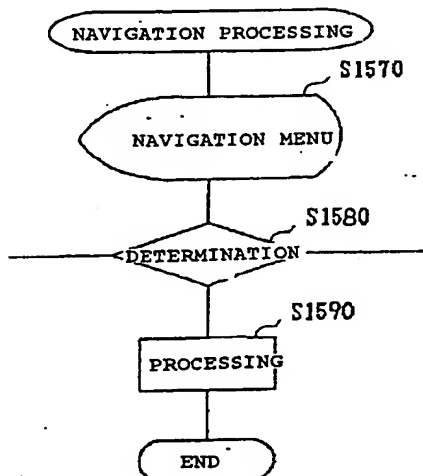 NAVIGATION PROCESSING
S1570
NAVIGATION MENU
S1580
DETERMINATION
S1590
PROCESSING
END